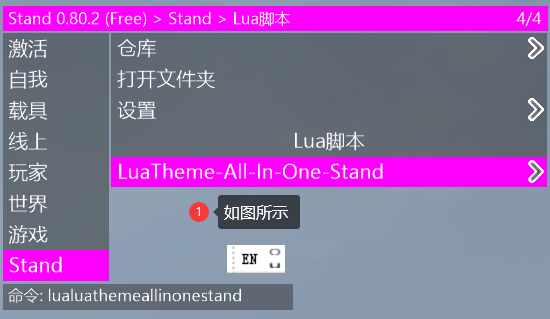 Stand 0.80.2 (Free) > Stand > Lua脚本 4/4
激活
自我
载具
线上
玩家
世界
游戏
Stand
仓库
打开文件夹
设置
Lua脚本
LuaTheme-All-In-One-Stand
1 如图所示
EN
命令: lualuathemeallinonestand